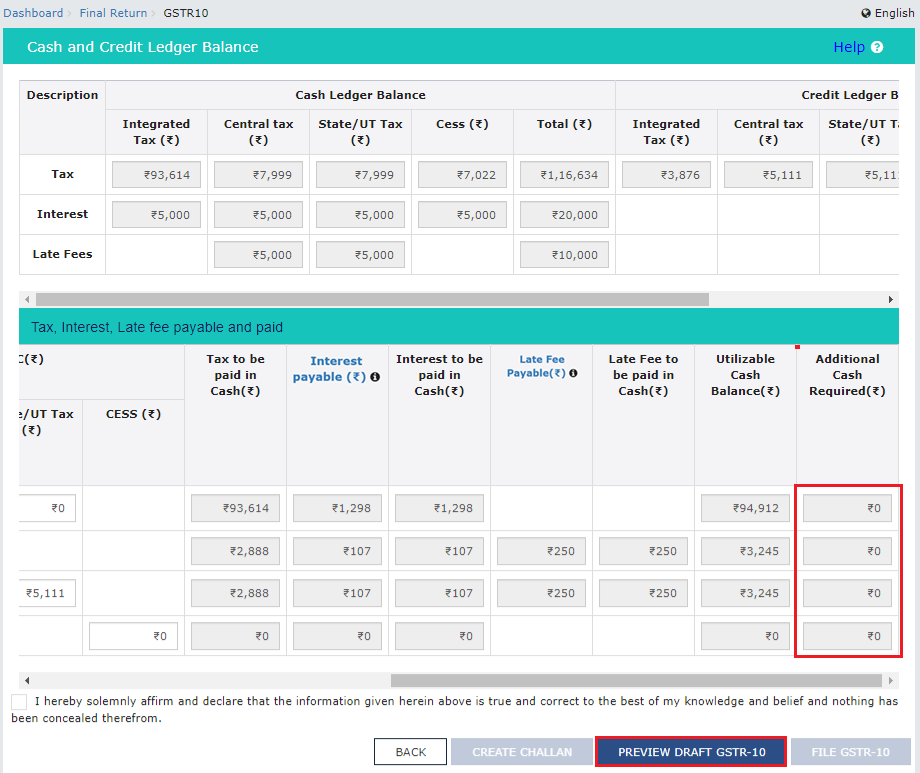 Dashboard › Final Return › GSTR10 English
Cash and Credit Ledger Balance Help ?
Description Cash Ledger Balance Credit Ledger B
Integrated Tax (₹) Central tax (₹) State/UT Tax (₹) Cess (₹) Total (₹) Integrated Tax (₹) Central tax (₹) State/UT T (₹)
Tax ₹93,614 ₹7,999 ₹7,999 ₹7,022 ₹1,16,634 ₹3,876 ₹5,111 ₹5,11
Interest ₹5,000 ₹5,000 ₹5,000 ₹5,000 ₹20,000
Late Fees ₹5,000 ₹5,000 ₹10,000
Tax, Interest, Late fee payable and paid
C(₹) Tax to be paid in Cash(₹) Interest payable (₹) Interest to be paid in Cash(₹) Late Fee Payable(₹) Late Fee to be paid in Cash(₹) Utilizable Cash Balance(₹) Additional Cash Required(₹)
e/UT Tax (₹) CESS (₹)
₹0 ₹93,614 ₹1,298 ₹1,298 ₹94,912 ₹0
₹2,888 ₹107 ₹107 ₹250 ₹250 ₹3,245 ₹0
₹5,111 ₹2,888 ₹107 ₹107 ₹250 ₹250 ₹3,245 ₹0
₹0 ₹0 ₹0 ₹0 ₹0 ₹0
I hereby solemnly affirm and declare that the information given herein above is true and correct to the best of my knowledge and belief and nothing has
been concealed therefrom.
BACK CREATE CHALLAN PREVIEW DRAFT GSTR-10 FILE GSTR-10